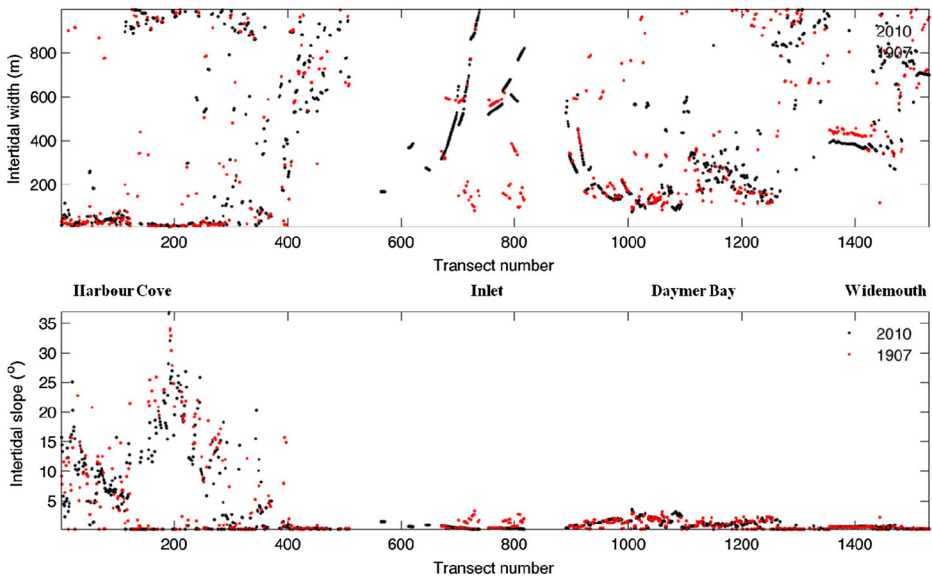 Intertidal width (m)
800
600
400
200
2010
1907
200 400 600 800 1000 1200 1400
Transect number
Harbour Cove Inlet Daymer Bay Widemouth
Intertidal slope (°)
35
30
25
20
15
10
5
2010
1907
200 400 600 800 1000 1200 1400
Transect number